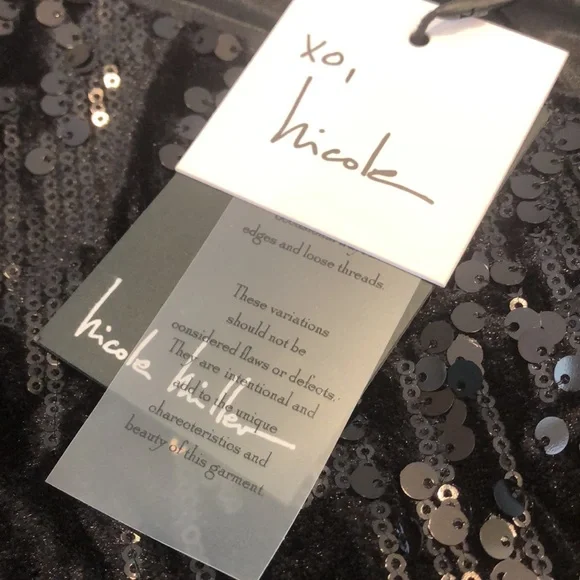 xo,
nicole
edges and loose threads.
These variations
should not be
considered flaws or defects.
They are intentional and
add to the unique
charecteristics and
beauty of this garment
nicole miller